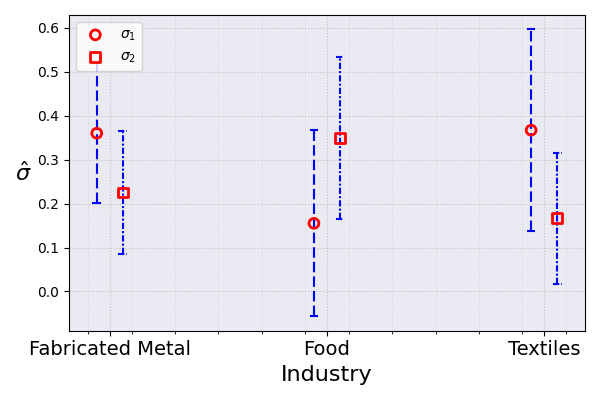 σ₁
σ₂
0.6
0.5
0.4
0.3
0.2
0.1
0.0
σ̂
Fabricated Metal Food Textiles
Industry